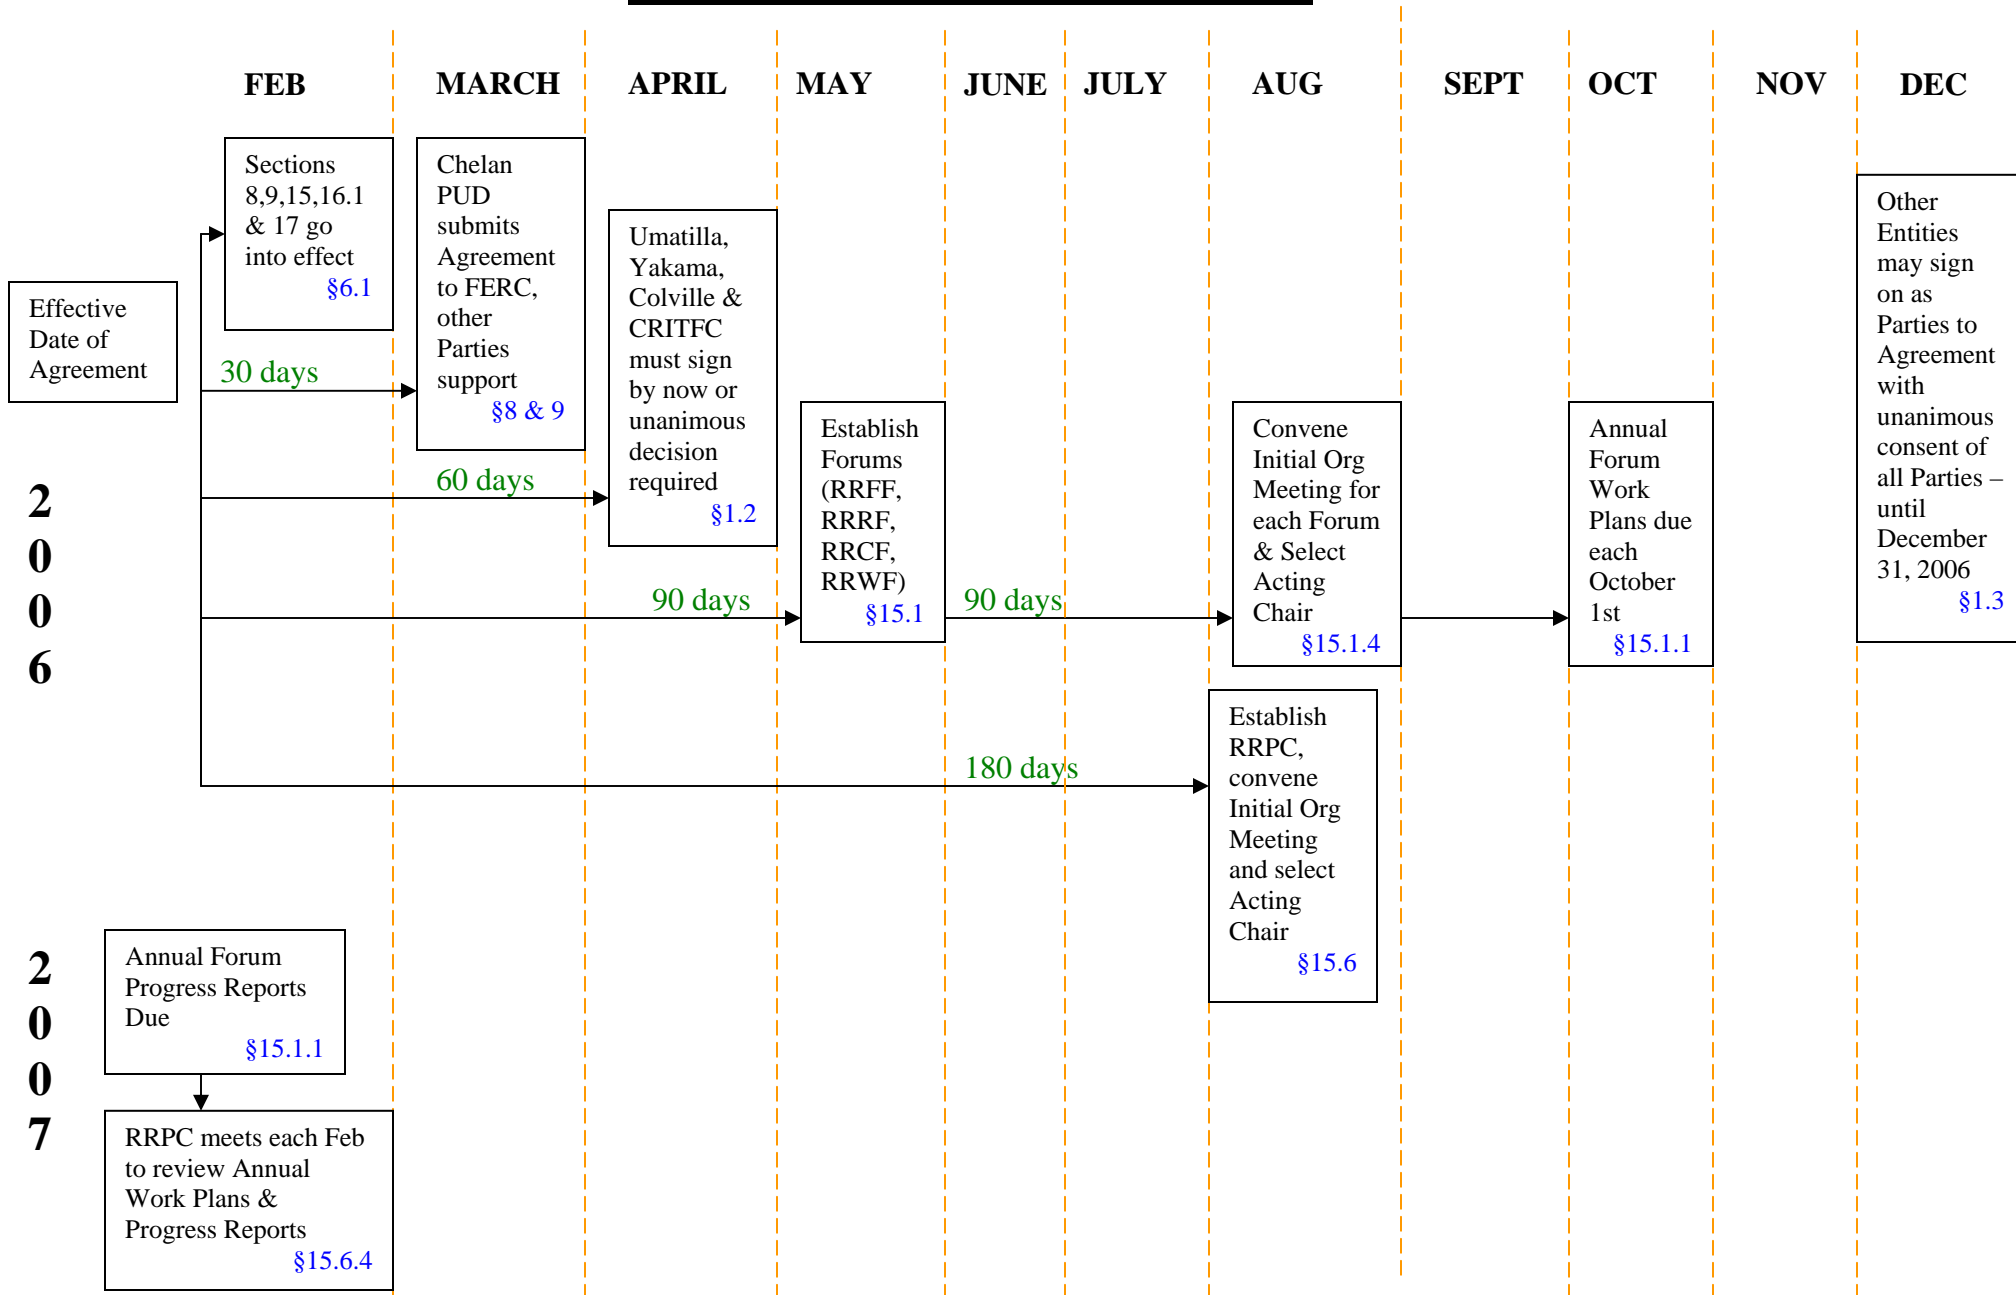 FEB MARCH APRIL MAY JUNE JULY AUG SEPT OCT NOV DEC
Effective
Date of
Agreement
Sections
8,9,15,16.1
& 17 go
into effect
§6.1
30 days
Chelan
PUD
submits
Agreement
to FERC,
other
Parties
support
§8 & 9
60 days
Umatilla,
Yakama,
Colville &
CRITFC
must sign
by now or
unanimous
decision
required
§1.2
90 days
Establish
Forums
(RRFF,
RRRF,
RRCF,
RRWF)
§15.1
90 days
Convene
Initial Org
Meeting for
each Forum
& Select
Acting
Chair
§15.1.4
Annual
Forum
Work
Plans due
each
October
1st
§15.1.1
Other
Entities
may sign
on as
Parties to
Agreement
with
unanimous
consent of
all Parties –
until
December
31, 2006
§1.3
2
0
0
6
180 days
Establish
RRPC,
convene
Initial Org
Meeting
and select
Acting
Chair
§15.6
2
0
0
7
Annual Forum
Progress Reports
Due
§15.1.1
RRPC meets each Feb
to review Annual
Work Plans &
Progress Reports
§15.6.4